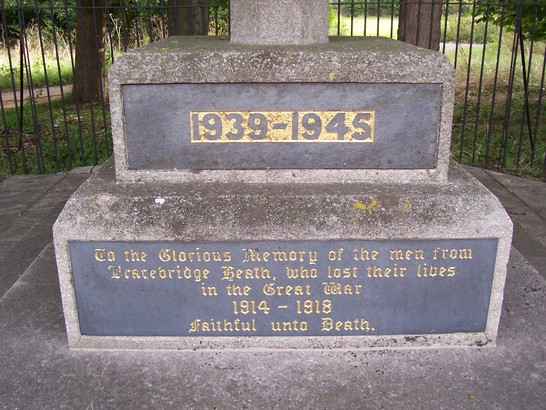 1939-1945
To the Glorious Memory of the men from
Bracebridge Heath, who lost their lives
in the Great War
1914 - 1918
Faithful unto Death.